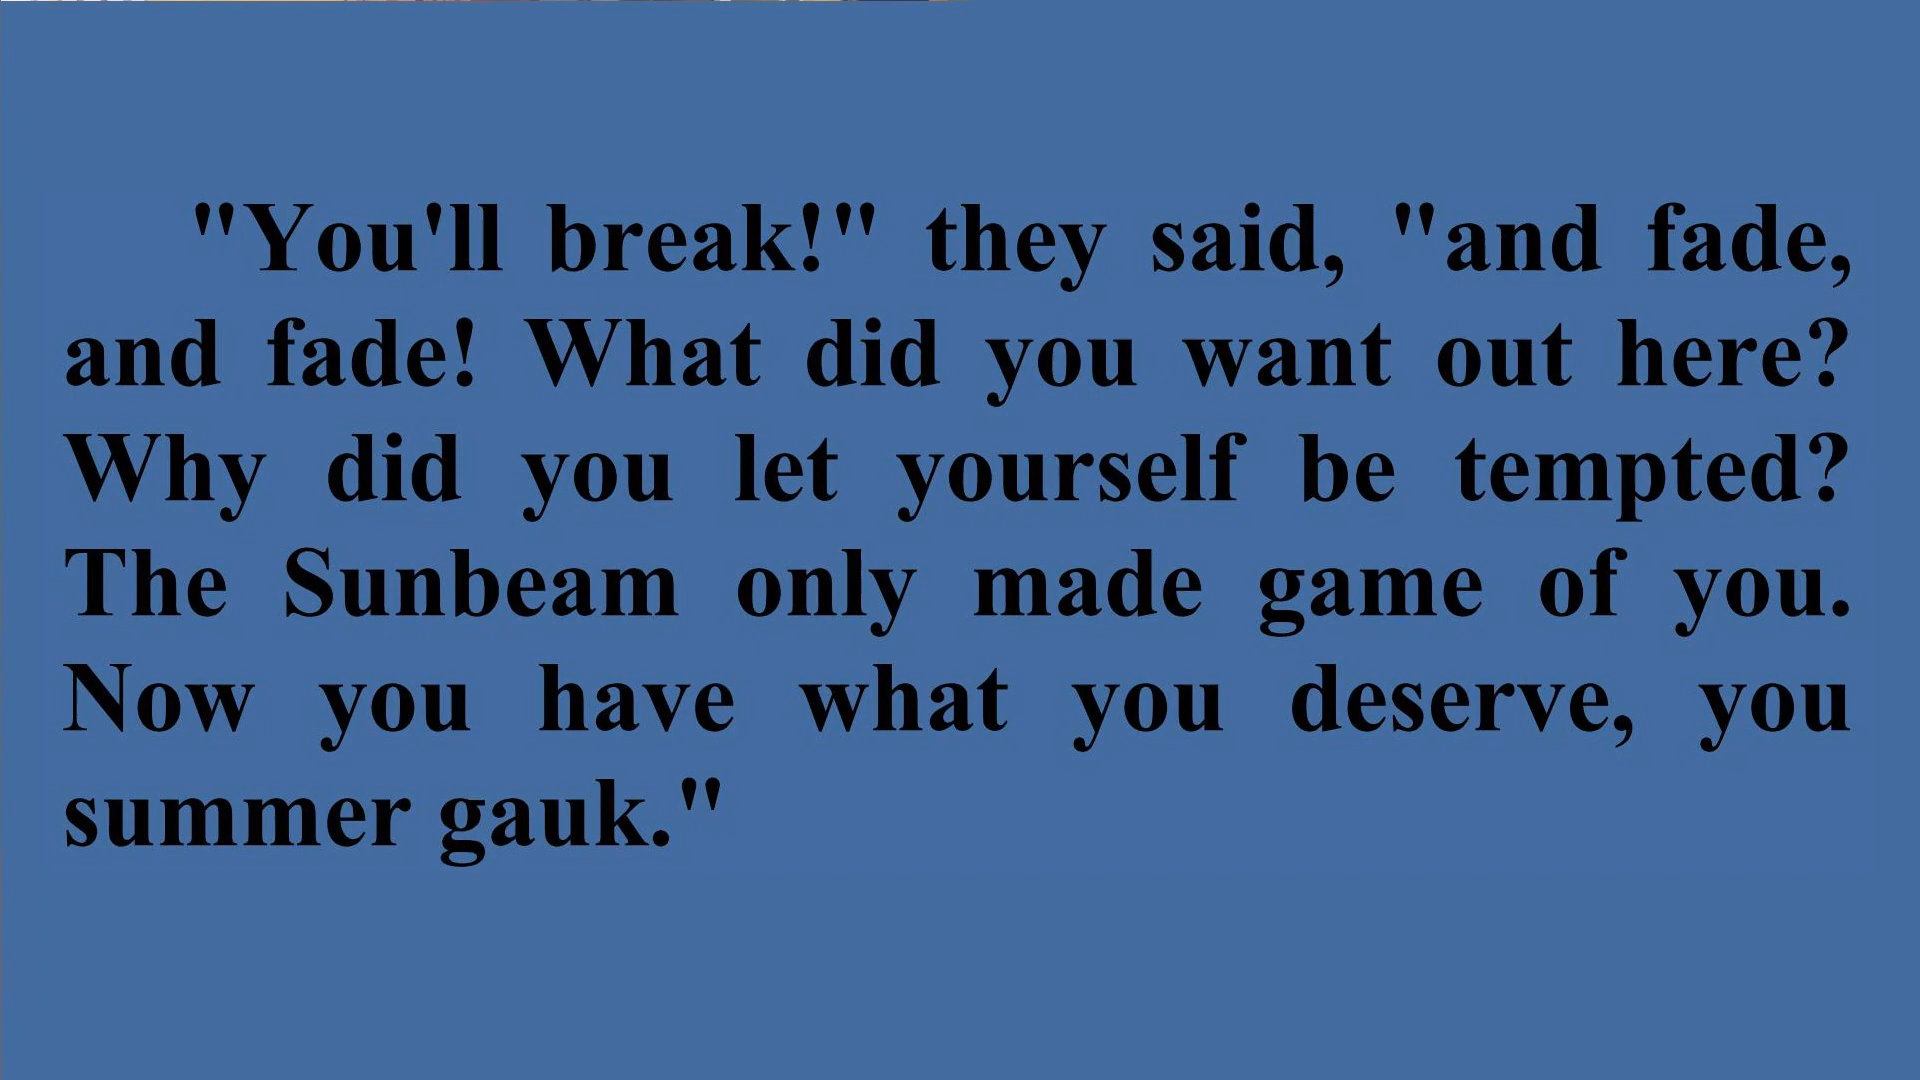 "You'll break!" they said, "and fade,
and fade! What did you want out here?
Why did you let yourself be tempted?
The Sunbeam only made game of you.
Now you have what you deserve, you
summer gauk."